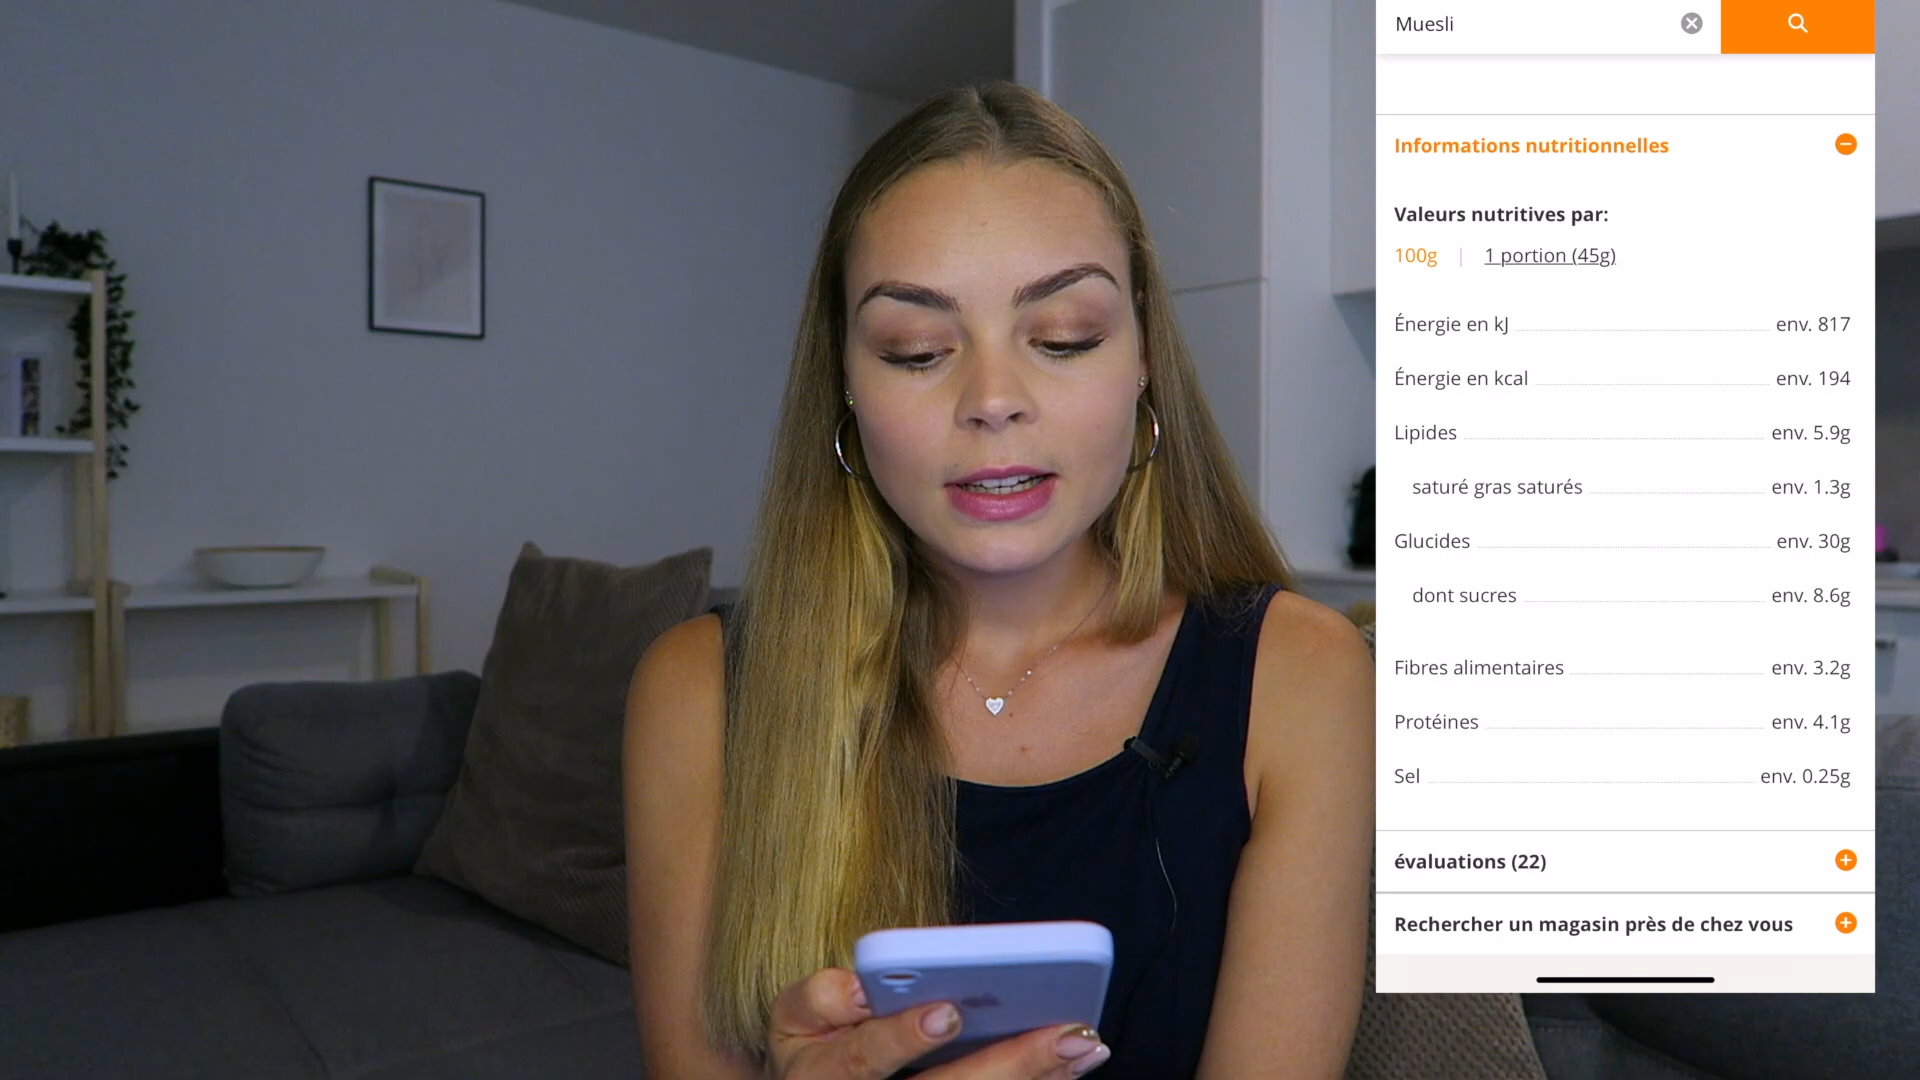 Muesli
Informations nutritionnelles
Valeurs nutritives par:
100g | 1 portion (45g)
Énergie en kJ env. 817
Énergie en kcal env. 194
Lipides env. 5.9g
saturé gras saturés env. 1.3g
Glucides env. 30g
dont sucres env. 8.6g
Fibres alimentaires env. 3.2g
Protéines env. 4.1g
Sel env. 0.25g
évaluations (22)
Rechercher un magasin près de chez vous